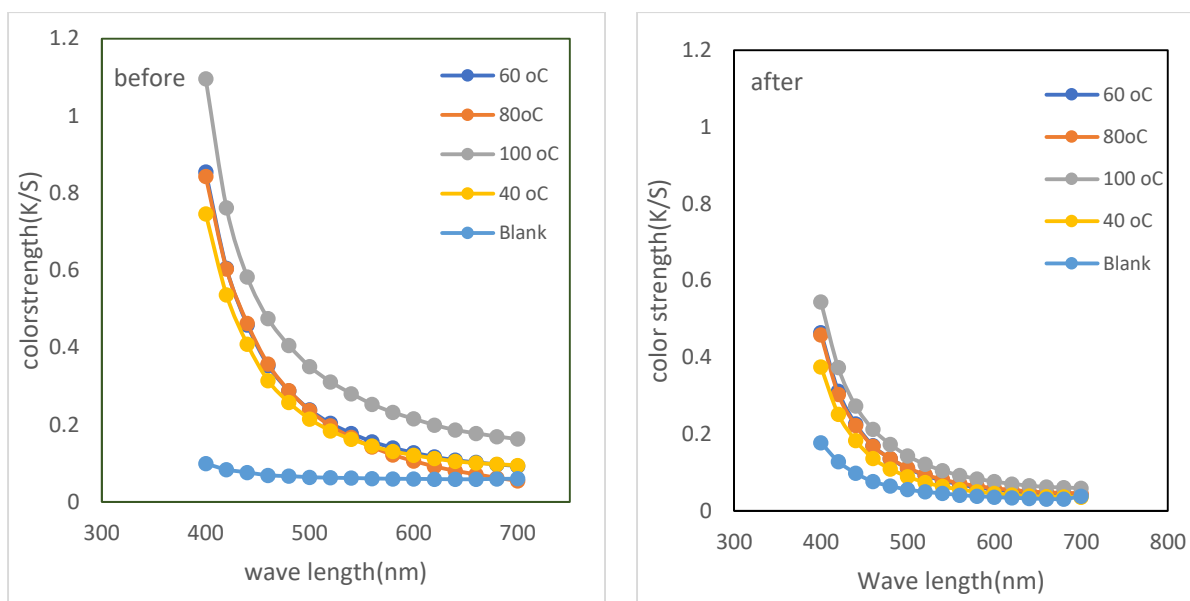 before
colorstrength(K/S)
1.2
1
0.8
0.6
0.4
0.2
0
300
400
500
600
700
wave length(nm)
60 oC
80oC
100 oC
40 oC
Blank
after
color strength(K/S)
1.2
1
0.8
0.6
0.4
0.2
0
300
400
500
600
700
800
Wave length(nm)
60 oC
80oC
100 oC
40 oC
Blank